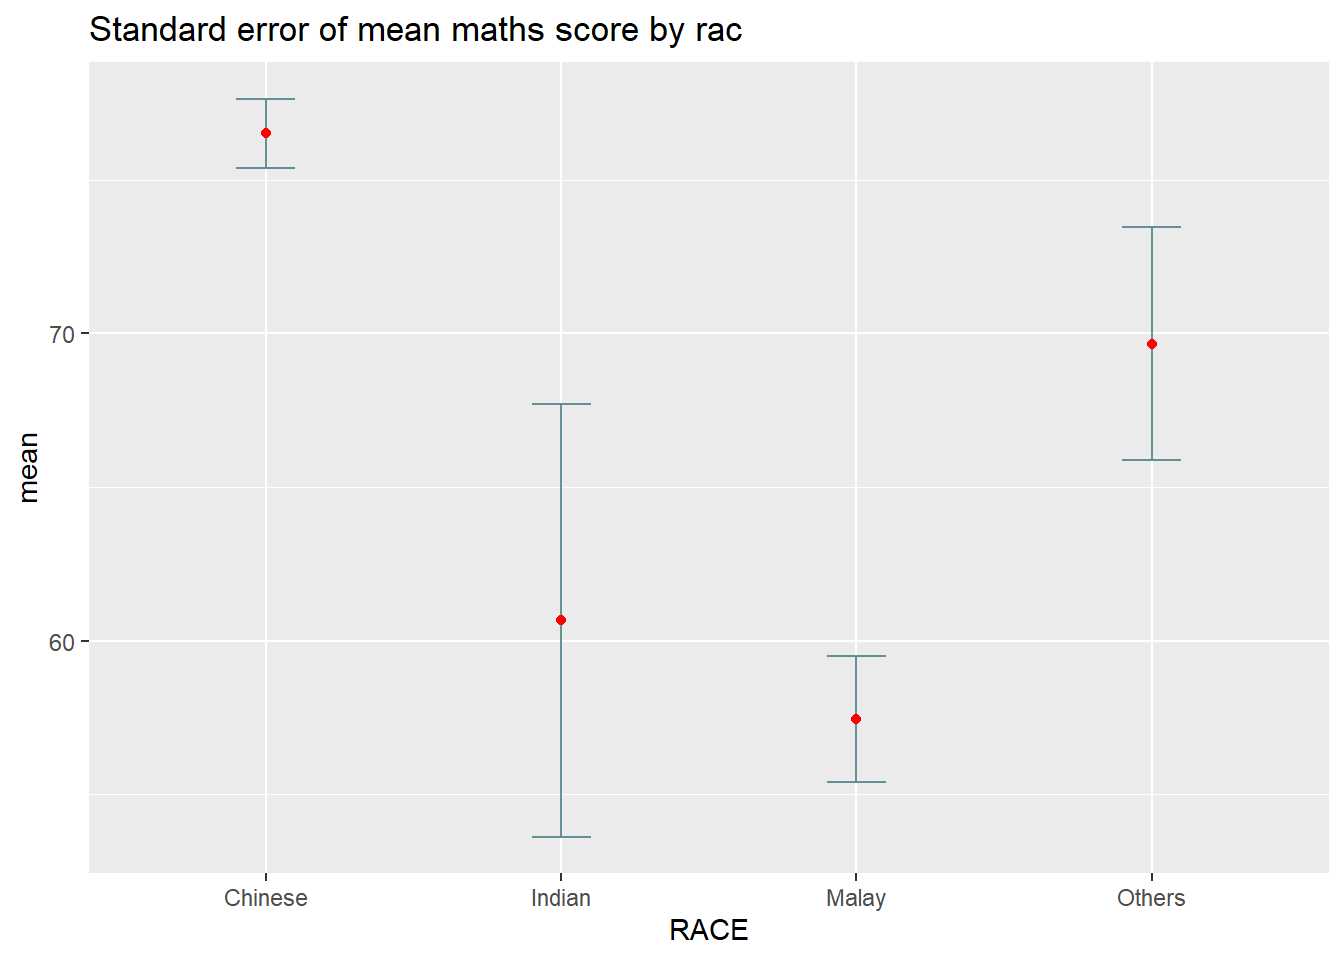 Standard error of mean maths score by rac
mean
70
60
Chinese Indian Malay Others
RACE